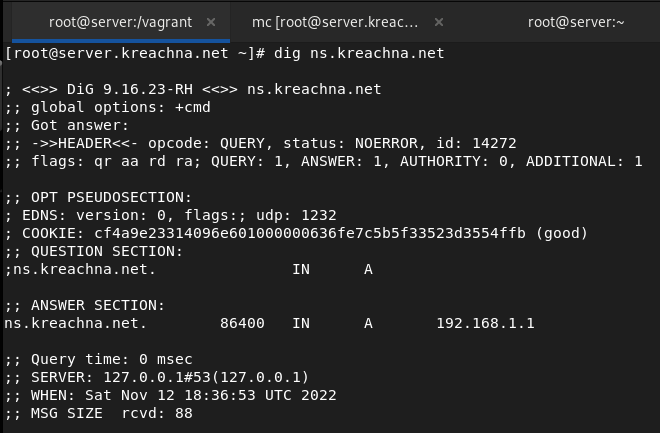 root@server:/vagrant × mc [root@server.kreac... × root@server:~
[root@server.kreachna.net ~]# dig ns.kreachna.net

; <<>> DiG 9.16.23-RH <<>> ns.kreachna.net
;; global options: +cmd
;; Got answer:
;; ->>HEADER<<- opcode: QUERY, status: NOERROR, id: 14272
;; flags: qr aa rd ra; QUERY: 1, ANSWER: 1, AUTHORITY: 0, ADDITIONAL: 1

;; OPT PSEUDOSECTION:
; EDNS: version: 0, flags:; udp: 1232
; COOKIE: cf4a9e23314096e601000000636fe7c5b5f33523d3554ffb (good)
;; QUESTION SECTION:
;ns.kreachna.net. IN A

;; ANSWER SECTION:
ns.kreachna.net. 86400 IN A 192.168.1.1

;; Query time: 0 msec
;; SERVER: 127.0.0.1#53(127.0.0.1)
;; WHEN: Sat Nov 12 18:36:53 UTC 2022
;; MSG SIZE rcvd: 88